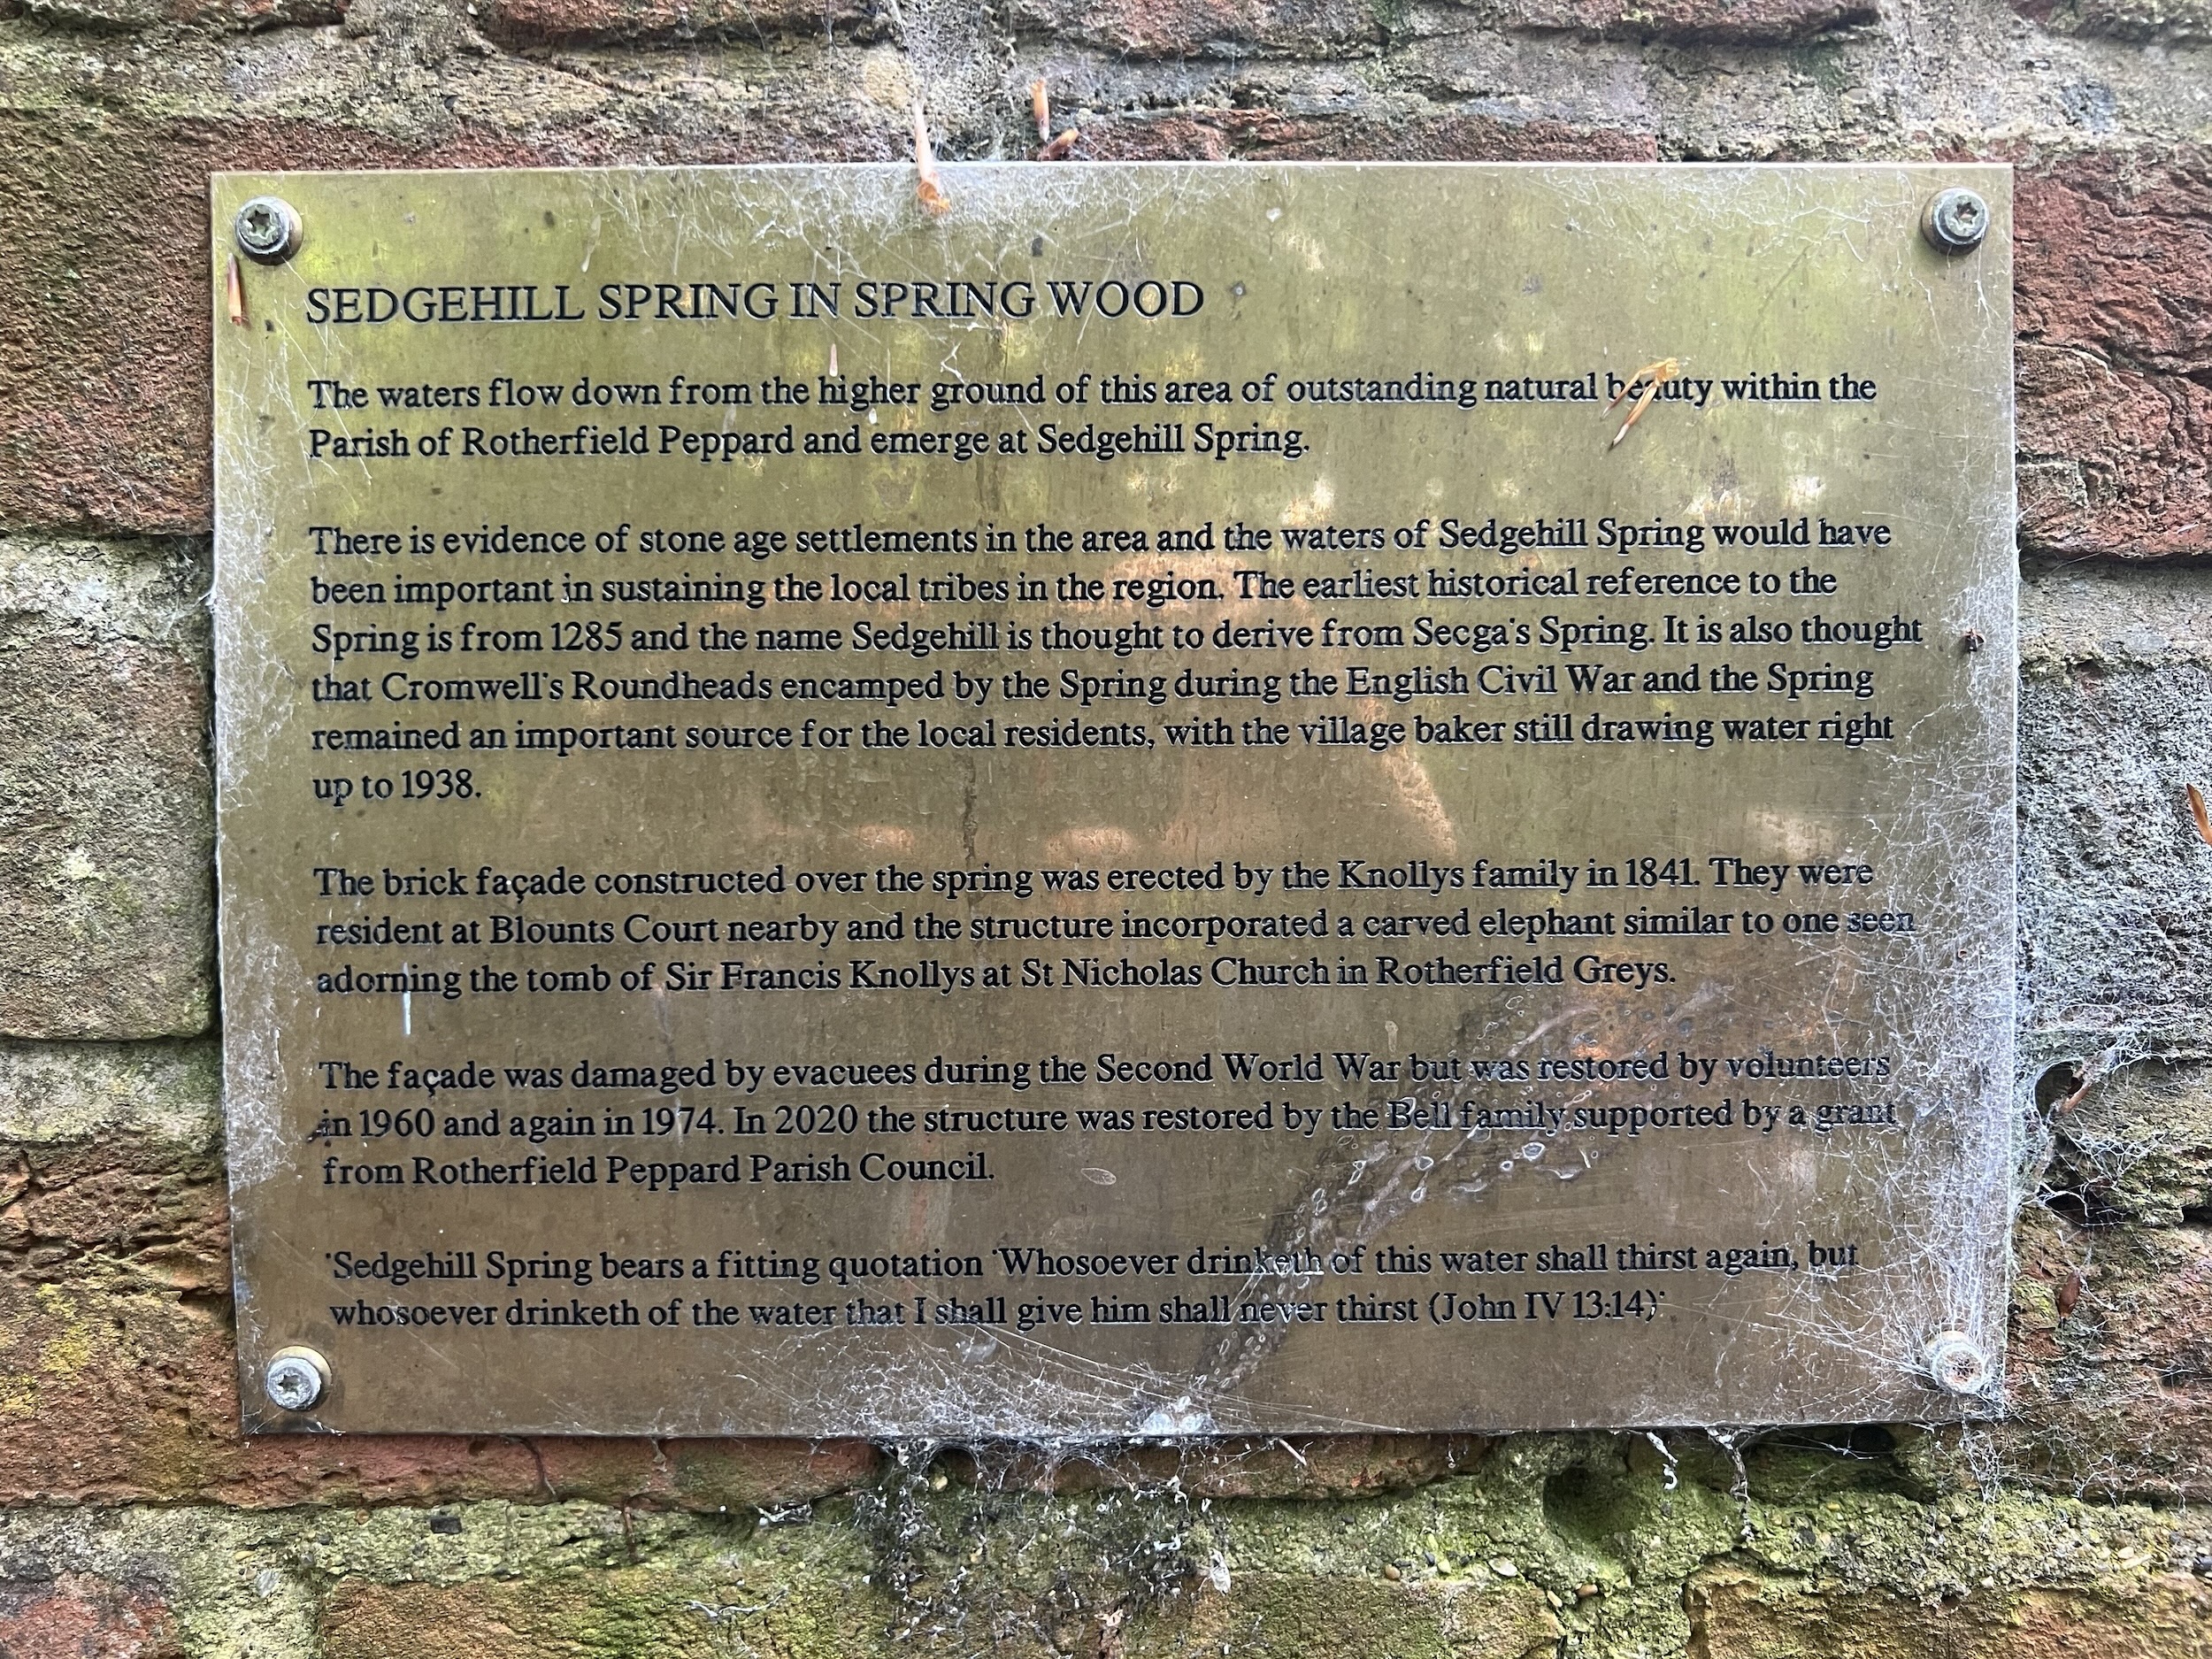 SEDGEHILL SPRING IN SPRING WOOD
The waters flow down from the higher ground of this area of outstanding natural beauty within the
Parish of Rotherfield Peppard and emerge at Sedgehill Spring.
There is evidence of stone age settlements in the area and the waters of Sedgehill Spring would have
been important in sustaining the local tribes in the region. The earliest historical reference to the
Spring is from 1285 and the name Sedgehill is thought to derive from Secga's Spring. It is also thought
that Cromwell's Roundheads encamped by the Spring during the English Civil War and the Spring
remained an important source for the local residents, with the village baker still drawing water right
up to 1938.
The brick façade constructed over the spring was erected by the Knollys family in 1841. They were
resident at Blounts Court nearby and the structure incorporated a carved elephant similar to one seen
adorning the tomb of Sir Francis Knollys at St Nicholas Church in Rotherfield Greys.
The façade was damaged by evacuees during the Second World War but was restored by volunteers
in 1960 and again in 1974. In 2020 the structure was restored by the Bell family supported by a grant
from Rotherfield Peppard Parish Council.
'Sedgehill Spring bears a fitting quotation 'Whosoever drinketh of this water shall thirst again, but
whosoever drinketh of the water that I shall give him shall never thirst (John IV 13:14)'